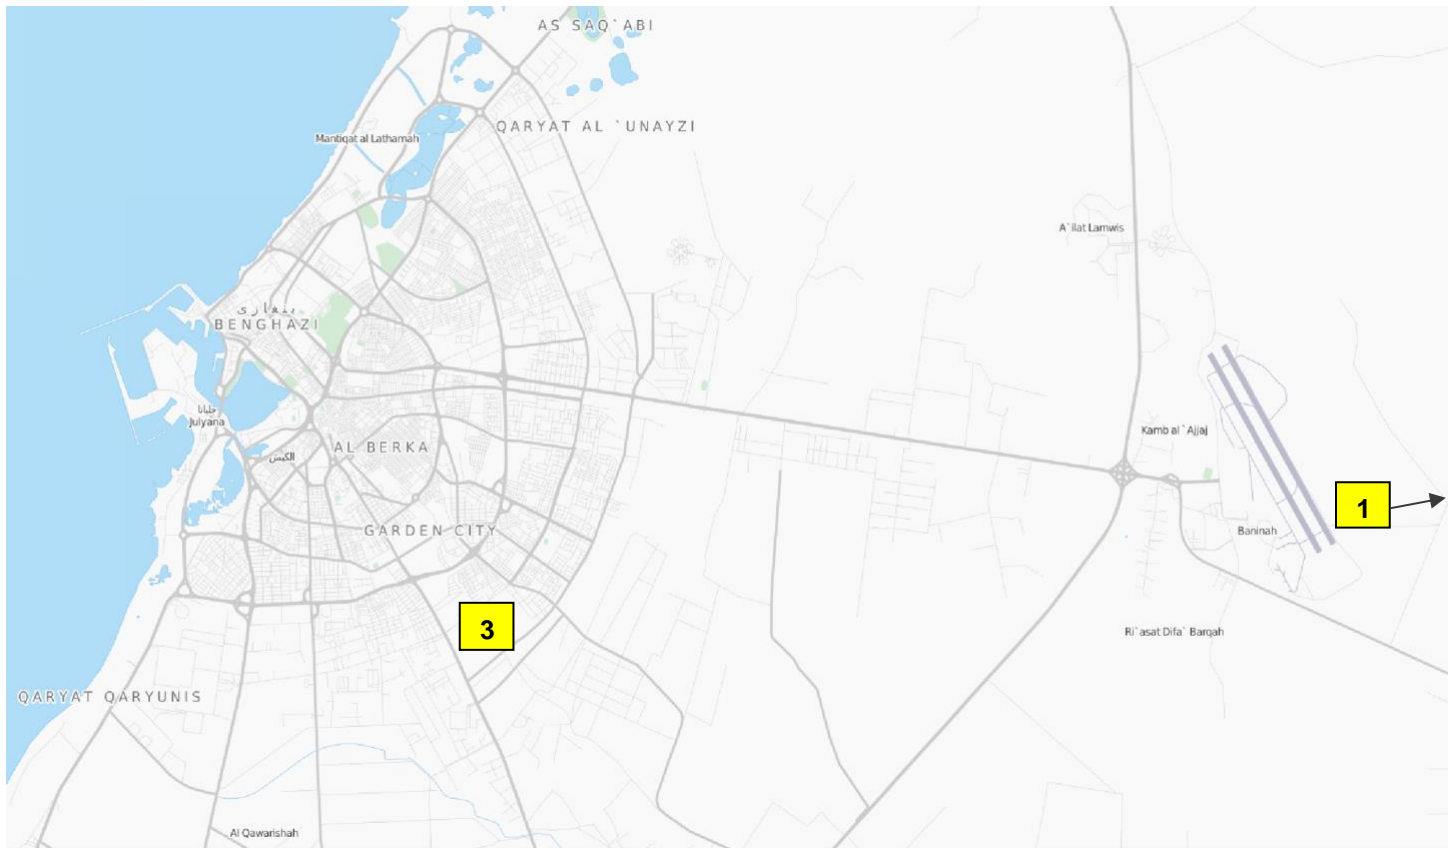 AS SAQ`ABI
QARYAT AL `UNAYZI
Mantiqat al Lathamah
A`ilat Lamwis
بنغازي
BENGHAZI
جليانا
Julyana
الكيش
AL BERKA
Kamb al `Ajjaj
1
GARDEN CITY
Baninah
3
Ri`asat Difa` Barqah
QARYAT QARYUNIS
Al Qawarishah